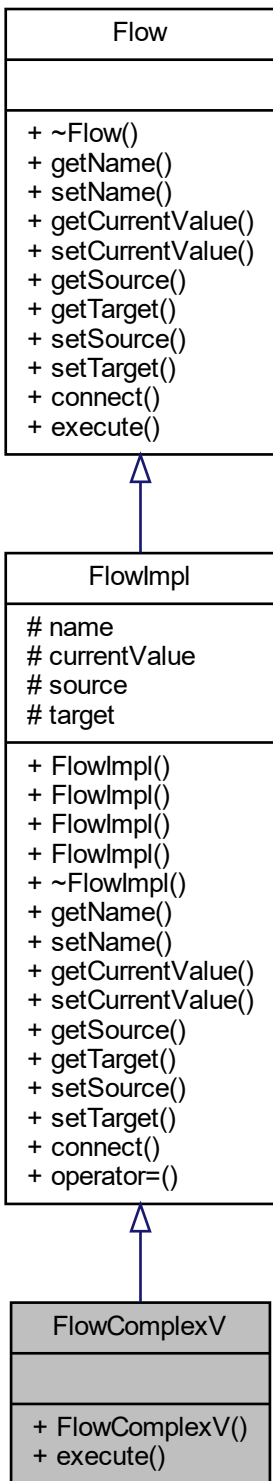 Flow
+ ~Flow()
+ getName()
+ setName()
+ getCurrentValue()
+ setCurrentValue()
+ getSource()
+ getTarget()
+ setSource()
+ setTarget()
+ connect()
+ execute()
FlowImpl
# name
# currentValue
# source
# target
+ FlowImpl()
+ FlowImpl()
+ FlowImpl()
+ FlowImpl()
+ ~FlowImpl()
+ getName()
+ setName()
+ getCurrentValue()
+ setCurrentValue()
+ getSource()
+ getTarget()
+ setSource()
+ setTarget()
+ connect()
+ operator=()
FlowComplexV
+ FlowComplexV()
+ execute()